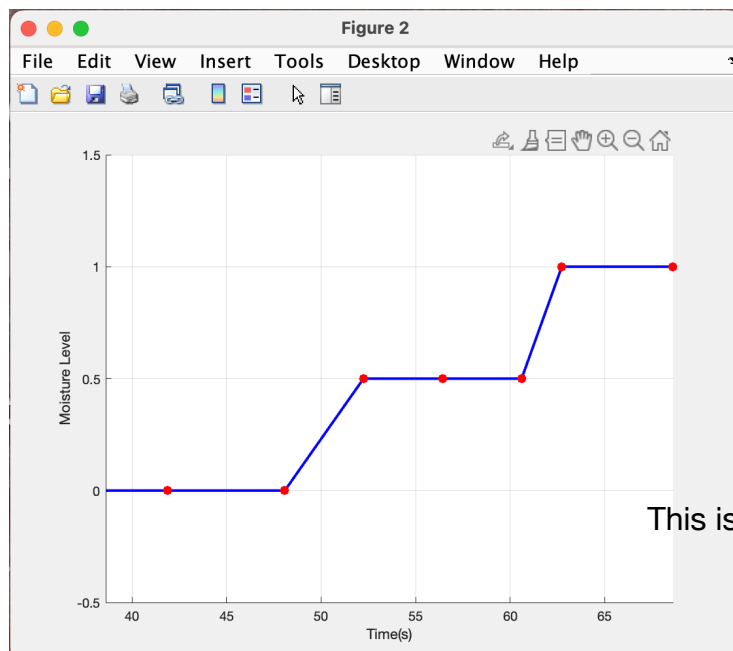 Figure 2
File Edit View Insert Tools Desktop Window Help
1.5
1
0.5
0
-0.5
Moisture Level
This is
40 45 50 55 60 65
Time(s)